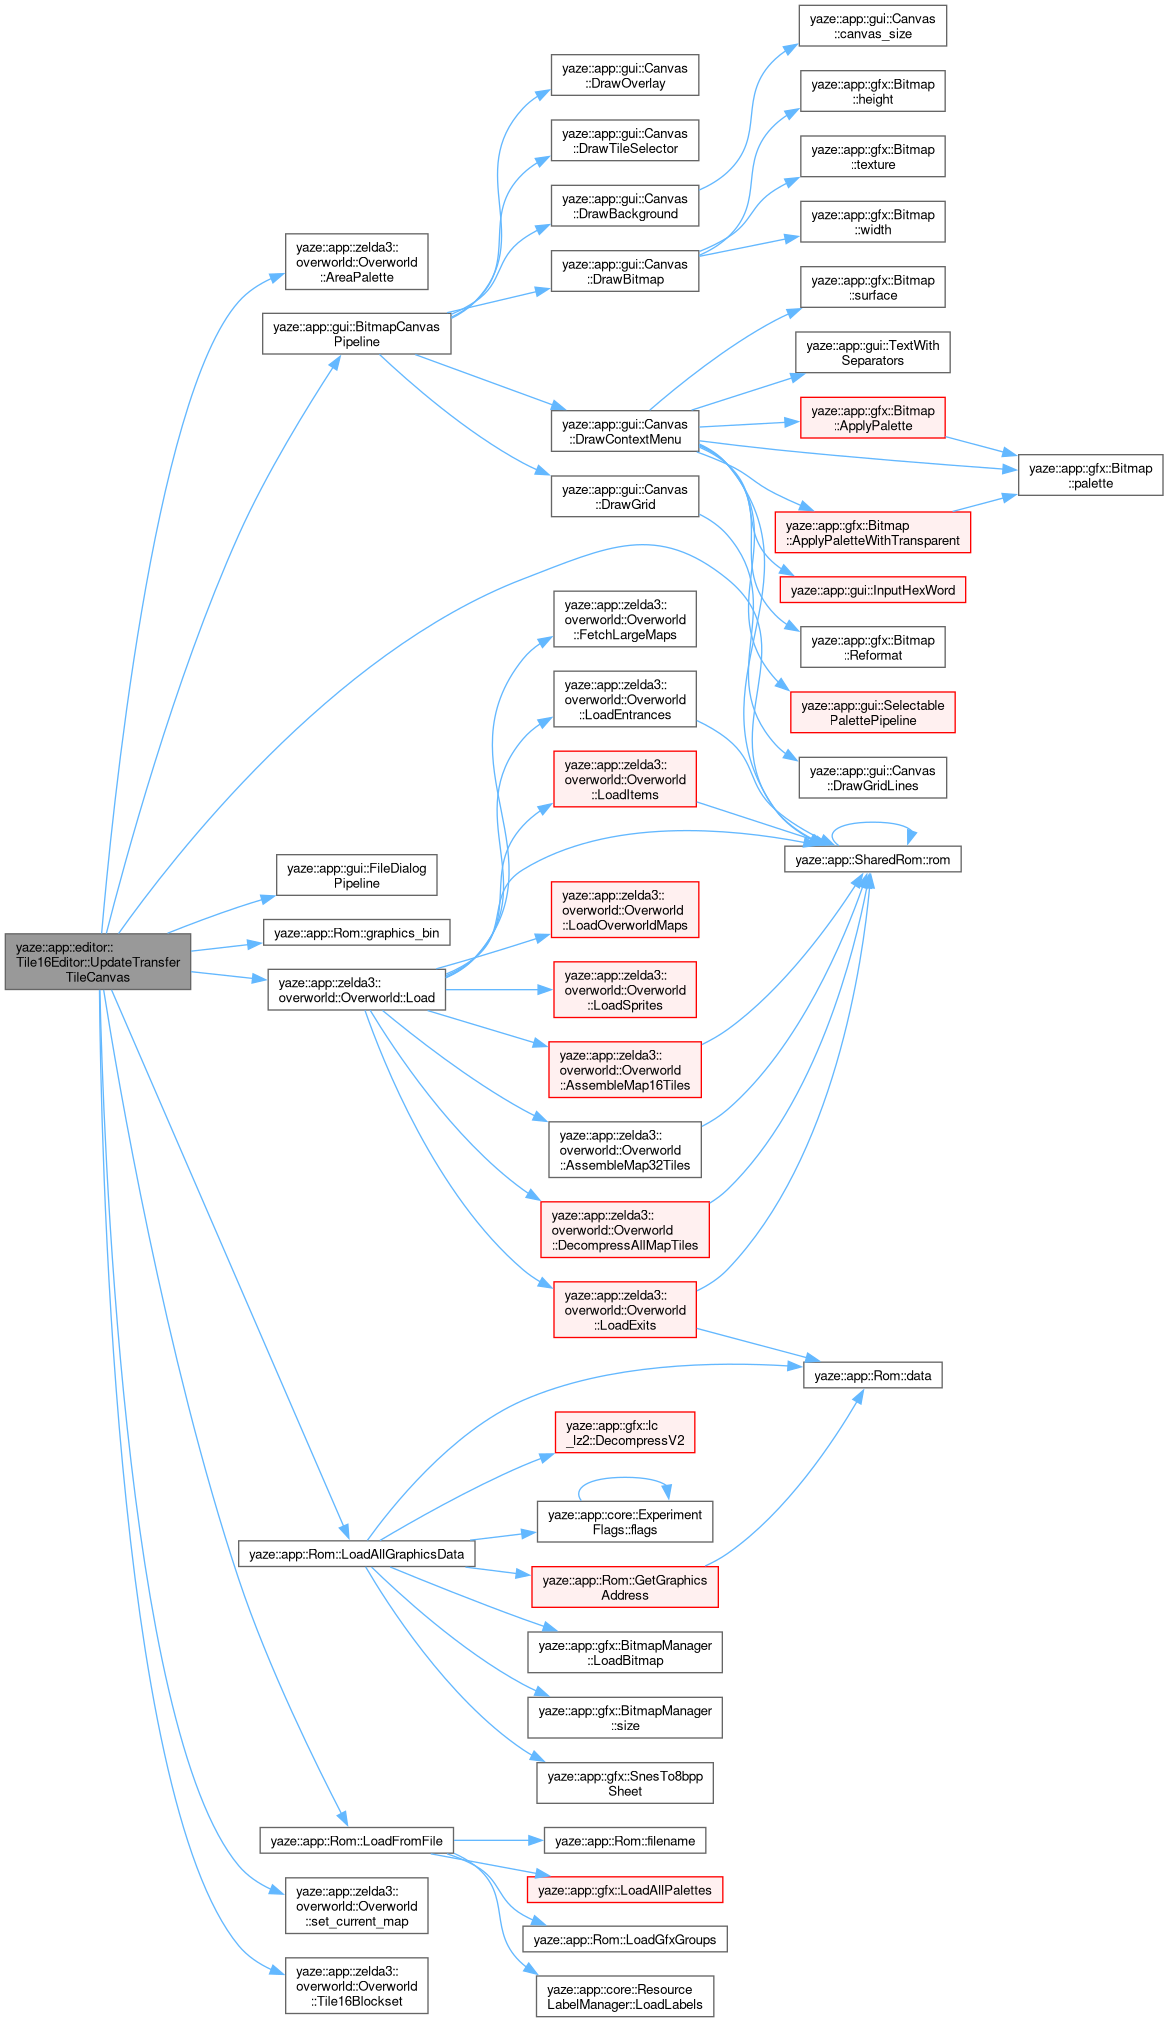 yaze::app::editor::
Tile16Editor::UpdateTransfer
TileCanvas
yaze::app::zelda3::
overworld::Overworld
::AreaPalette
yaze::app::gui::BitmapCanvas
Pipeline
yaze::app::gui::FileDialog
Pipeline
yaze::app::Rom::graphics_bin
yaze::app::zelda3::
overworld::Overworld::Load
yaze::app::Rom::LoadAllGraphicsData
yaze::app::Rom::LoadFromFile
yaze::app::zelda3::
overworld::Overworld
::set_current_map
yaze::app::zelda3::
overworld::Overworld
::Tile16Blockset
yaze::app::gui::Canvas
::DrawOverlay
yaze::app::gui::Canvas
::DrawTileSelector
yaze::app::gui::Canvas
::DrawBackground
yaze::app::gui::Canvas
::DrawBitmap
yaze::app::gui::Canvas
::DrawContextMenu
yaze::app::gui::Canvas
::DrawGrid
yaze::app::zelda3::
overworld::Overworld
::FetchLargeMaps
yaze::app::zelda3::
overworld::Overworld
::LoadEntrances
yaze::app::zelda3::
overworld::Overworld
::LoadItems
yaze::app::zelda3::
overworld::Overworld
::LoadOverworldMaps
yaze::app::zelda3::
overworld::Overworld
::LoadSprites
yaze::app::zelda3::
overworld::Overworld
::AssembleMap16Tiles
yaze::app::zelda3::
overworld::Overworld
::AssembleMap32Tiles
yaze::app::zelda3::
overworld::Overworld
::DecompressAllMapTiles
yaze::app::zelda3::
overworld::Overworld
::LoadExits
yaze::app::gfx::lc
_lz2::DecompressV2
yaze::app::core::Experiment
Flags::flags
yaze::app::Rom::GetGraphics
Address
yaze::app::gfx::BitmapManager
::LoadBitmap
yaze::app::gfx::BitmapManager
::size
yaze::app::gfx::SnesTo8bpp
Sheet
yaze::app::Rom::filename
yaze::app::gfx::LoadAllPalettes
yaze::app::Rom::LoadGfxGroups
yaze::app::core::Resource
LabelManager::LoadLabels
yaze::app::gui::Canvas
::canvas_size
yaze::app::gfx::Bitmap
::height
yaze::app::gfx::Bitmap
::texture
yaze::app::gfx::Bitmap
::width
yaze::app::gfx::Bitmap
::surface
yaze::app::gui::TextWith
Separators
yaze::app::gfx::Bitmap
::ApplyPalette
yaze::app::gfx::Bitmap
::ApplyPaletteWithTransparent
yaze::app::gui::InputHexWord
yaze::app::gfx::Bitmap
::Reformat
yaze::app::gui::Selectable
PalettePipeline
yaze::app::gui::Canvas
::DrawGridLines
yaze::app::SharedRom::rom
yaze::app::Rom::data
yaze::app::gfx::Bitmap
::palette